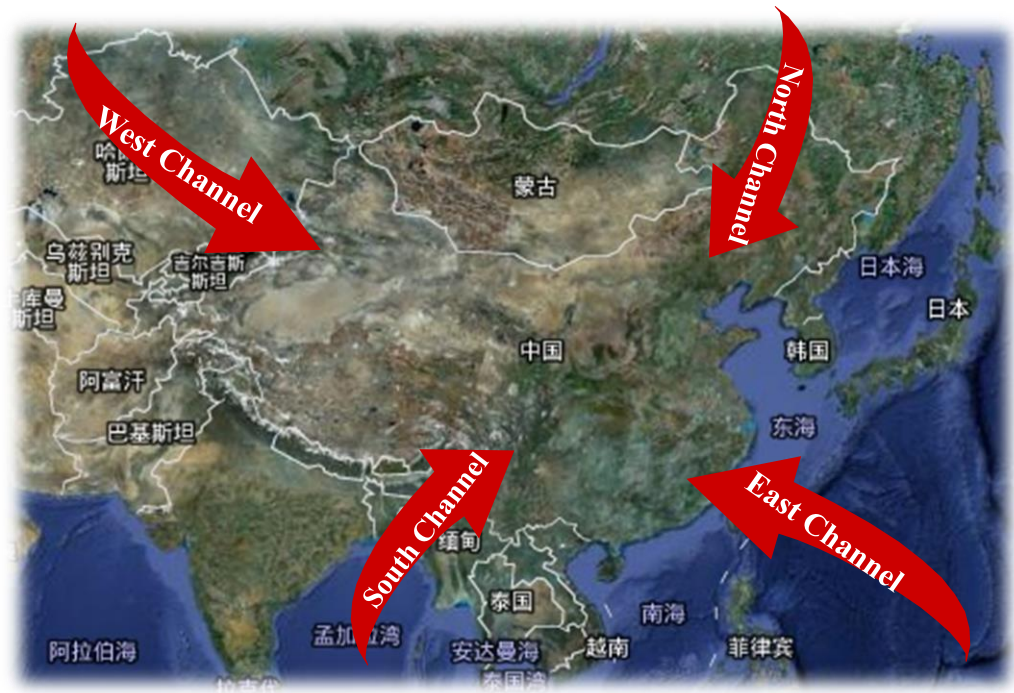 West Channel
North Channel
哈
斯坦
蒙古
乌兹别克
斯坦
吉尔吉斯
斯坦
日本海
库曼
斯坦
日本
中国
韩国
阿富汗
巴基斯坦
东海
South Channel
East Channel
缅甸
泰国
南海
孟加拉湾
阿拉伯海
安达曼海
越南
菲律宾
泰国湾